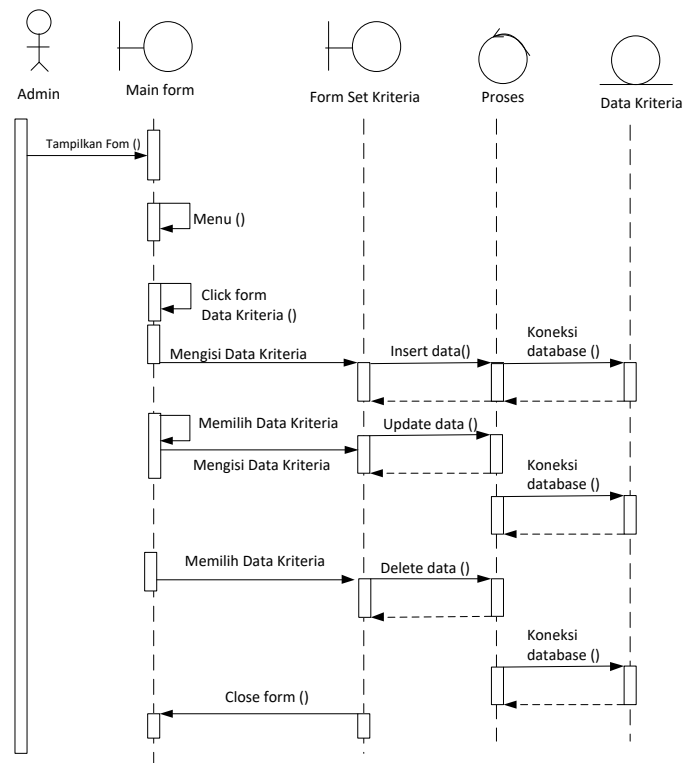 Admin
Main form
Form Set Kriteria
Proses
Data Kriteria
Tampilkan Fom ()
Menu ()
Click form
Data Kriteria ()
Mengisi Data Kriteria
Insert data()
Koneksi
database ()
Memilih Data Kriteria
Update data ()
Mengisi Data Kriteria
Koneksi
database ()
Memilih Data Kriteria
Delete data ()
Koneksi
database ()
Close form ()